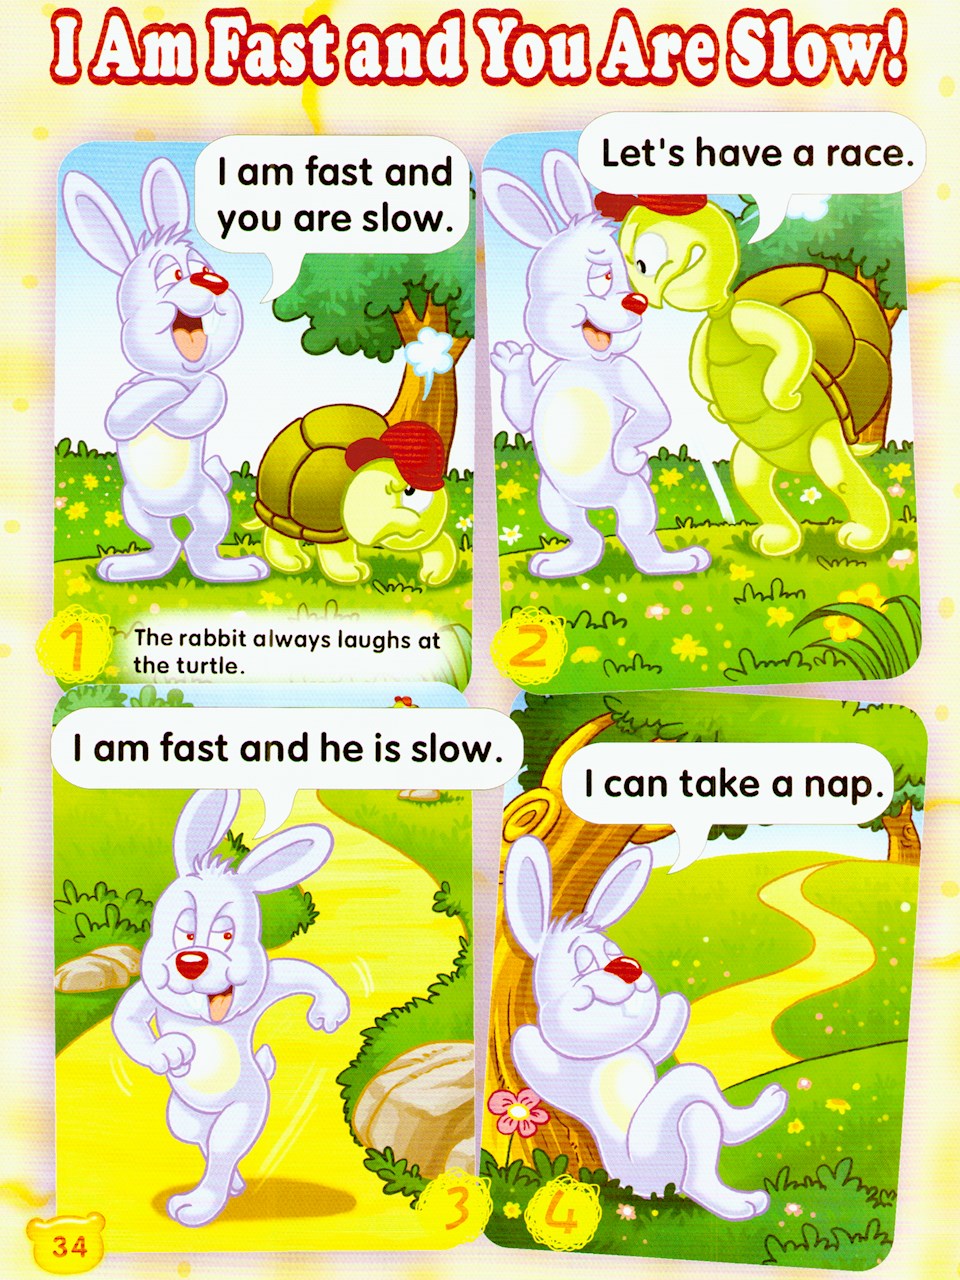 I Am Fast and You Are Slow!
I am fast and
you are slow.
Let's have a race.
1
The rabbit always laughs at
the turtle.
2
I am fast and he is slow.
I can take a nap.
3
4
34